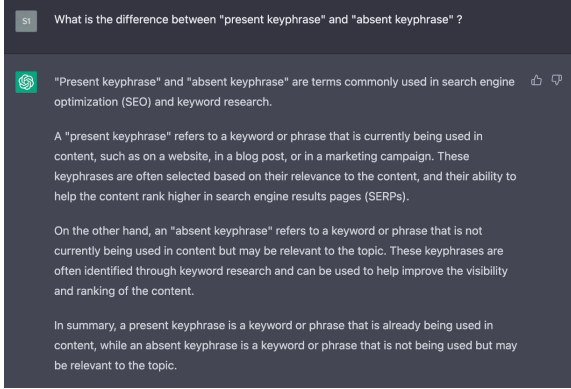 S1
What is the difference between "present keyphrase" and "absent keyphrase" ?
"Present keyphrase" and "absent keyphrase" are terms commonly used in search engine
optimization (SEO) and keyword research.
A "present keyphrase" refers to a keyword or phrase that is currently being used in
content, such as on a website, in a blog post, or in a marketing campaign. These
keyphrases are often selected based on their relevance to the content, and their ability to
help the content rank higher in search engine results pages (SERPs).
On the other hand, an "absent keyphrase" refers to a keyword or phrase that is not
currently being used in content but may be relevant to the topic. These keyphrases are
often identified through keyword research and can be used to help improve the visibility
and ranking of the content.
In summary, a present keyphrase is a keyword or phrase that is already being used in
content, while an absent keyphrase is a keyword or phrase that is not being used but may
be relevant to the topic.